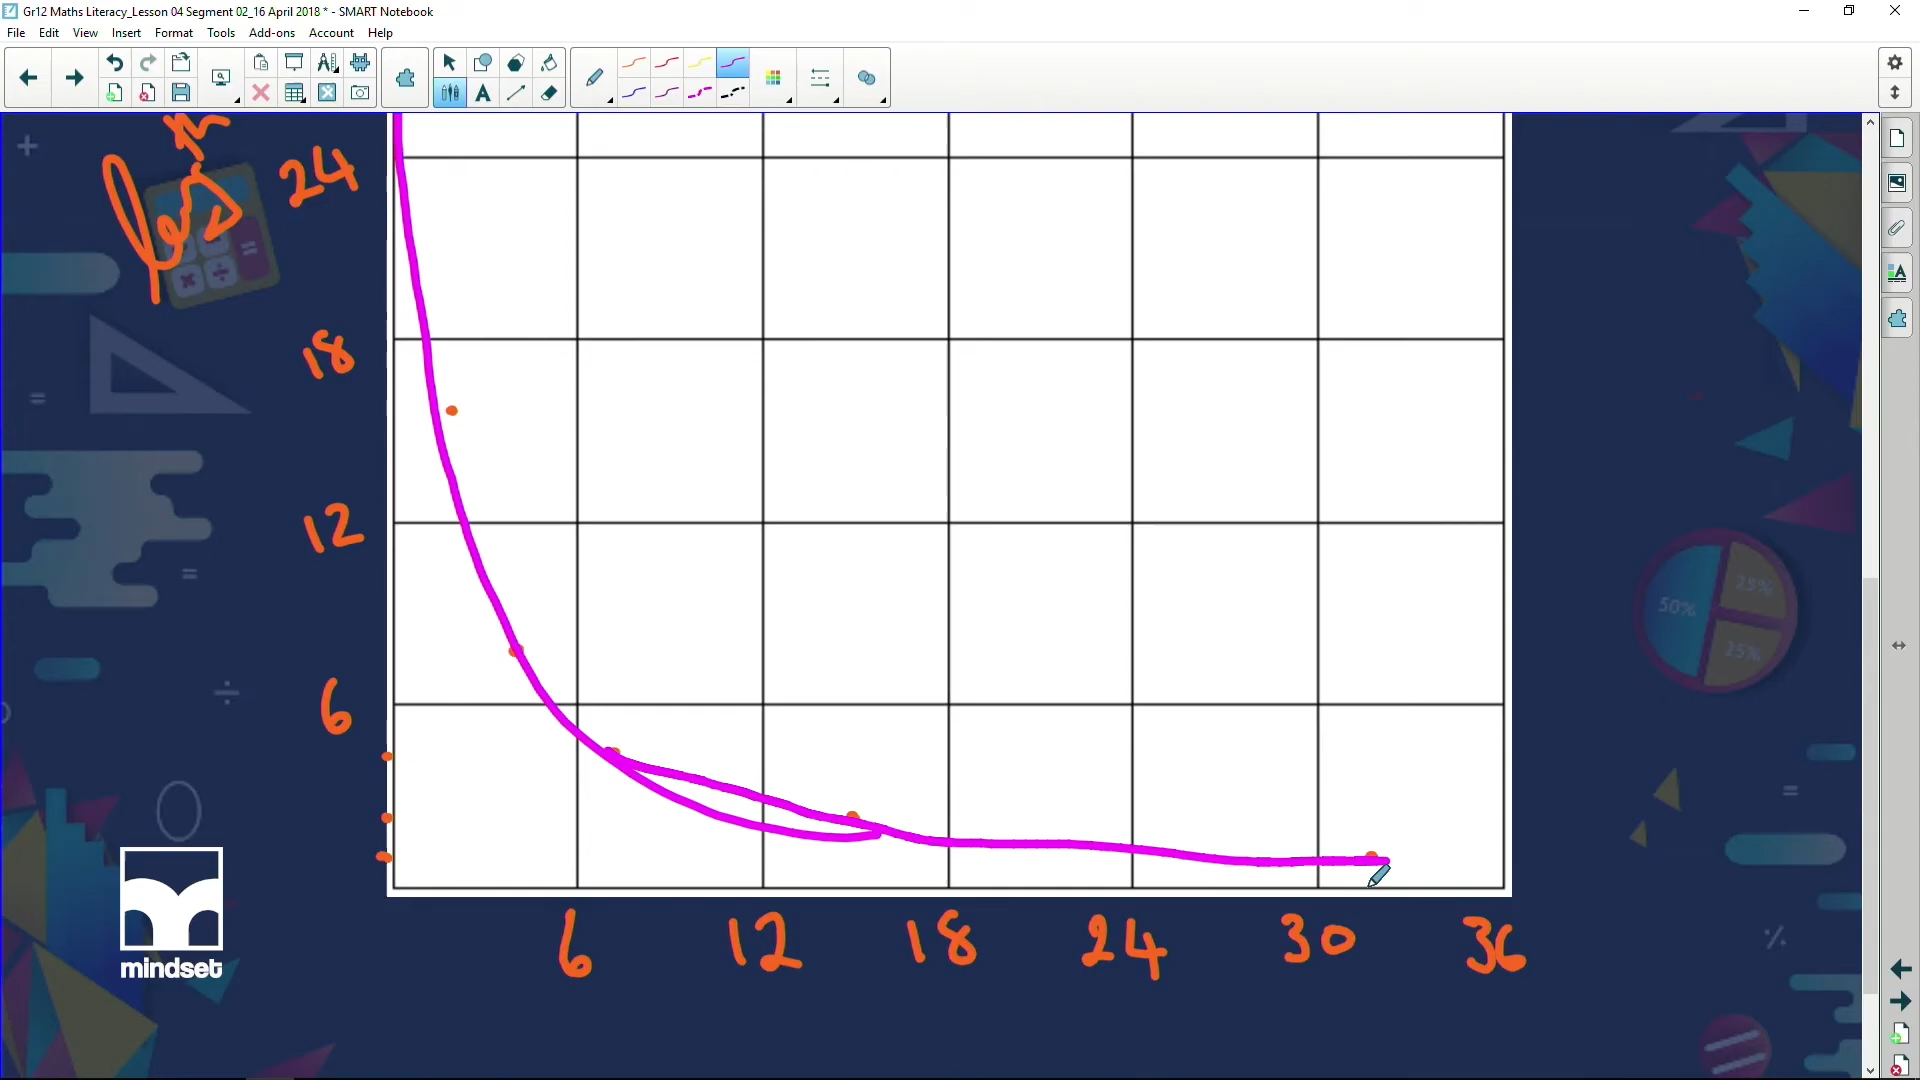 Gr12 Maths Literacy_Lesson 04 Segment 02_16 April 2018 * - SMART Notebook
File Edit View Insert Format Tools Add-ons Account Help
24
18
12
6
50%
25%
25%
mindset
6 12 18 24 30 36